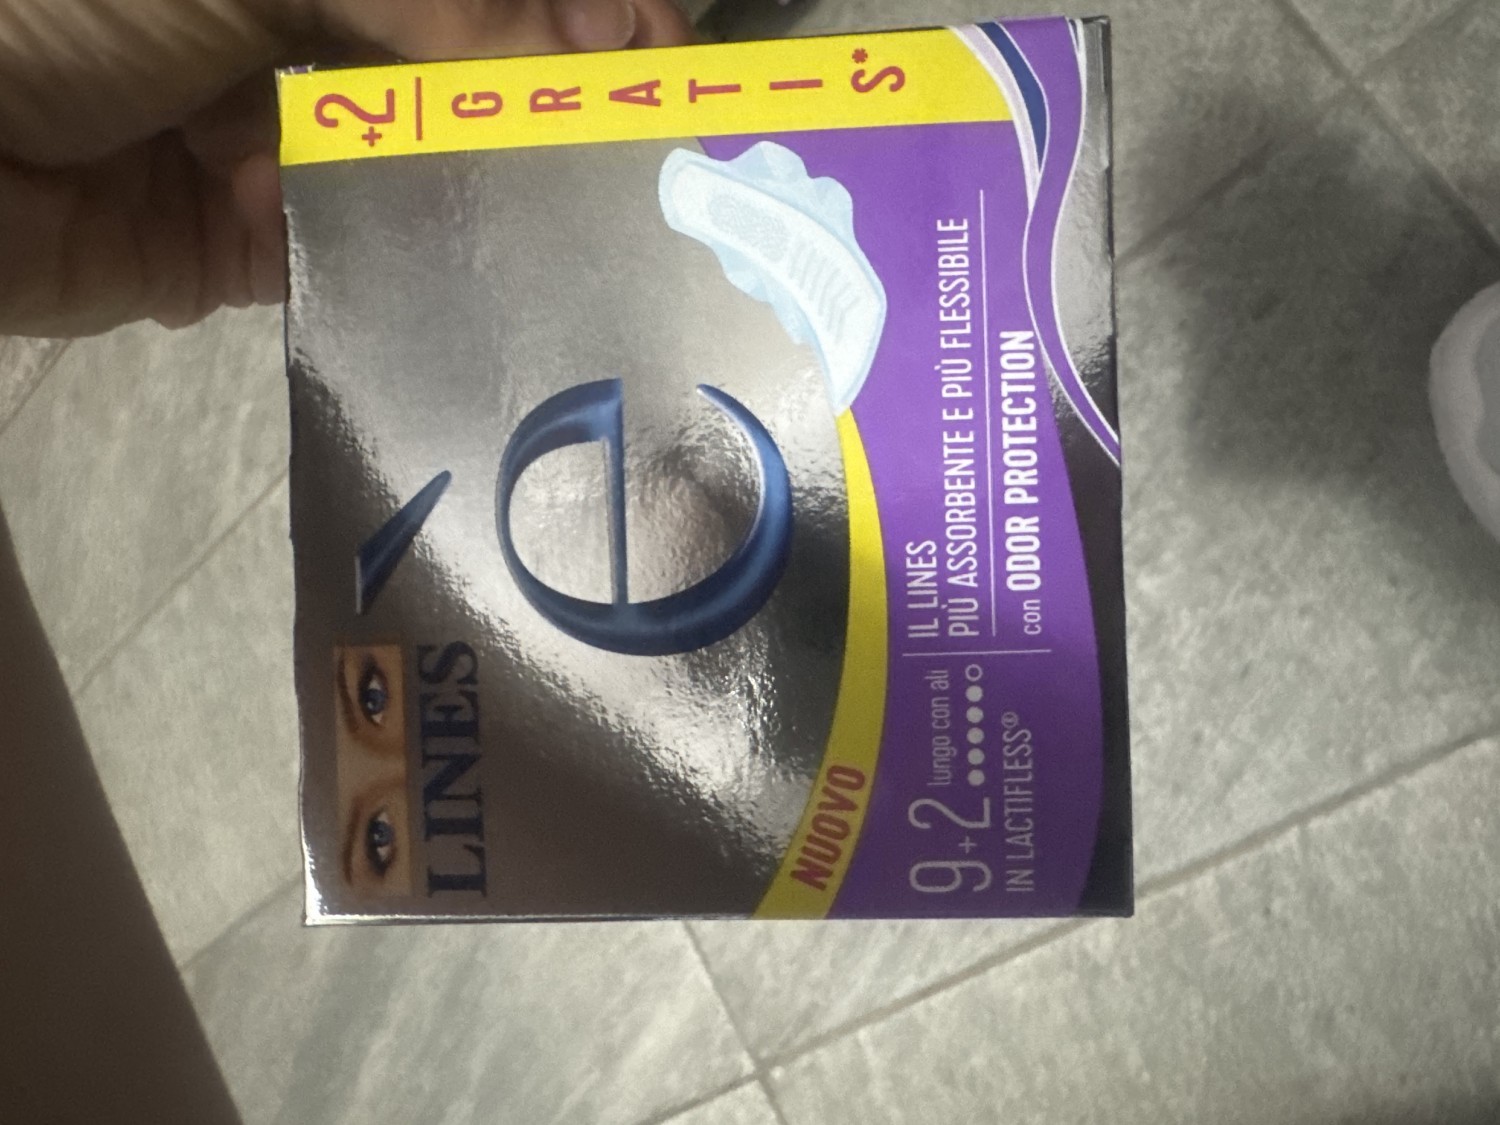 +2
GRATIS*
LINES
è
NUOVO
9+2 lungo con ali
IN LACTIFLESS®
IL LINES
PIÙ ASSORBENTE E PIÙ FLESSIBILE
con ODOR PROTECTION